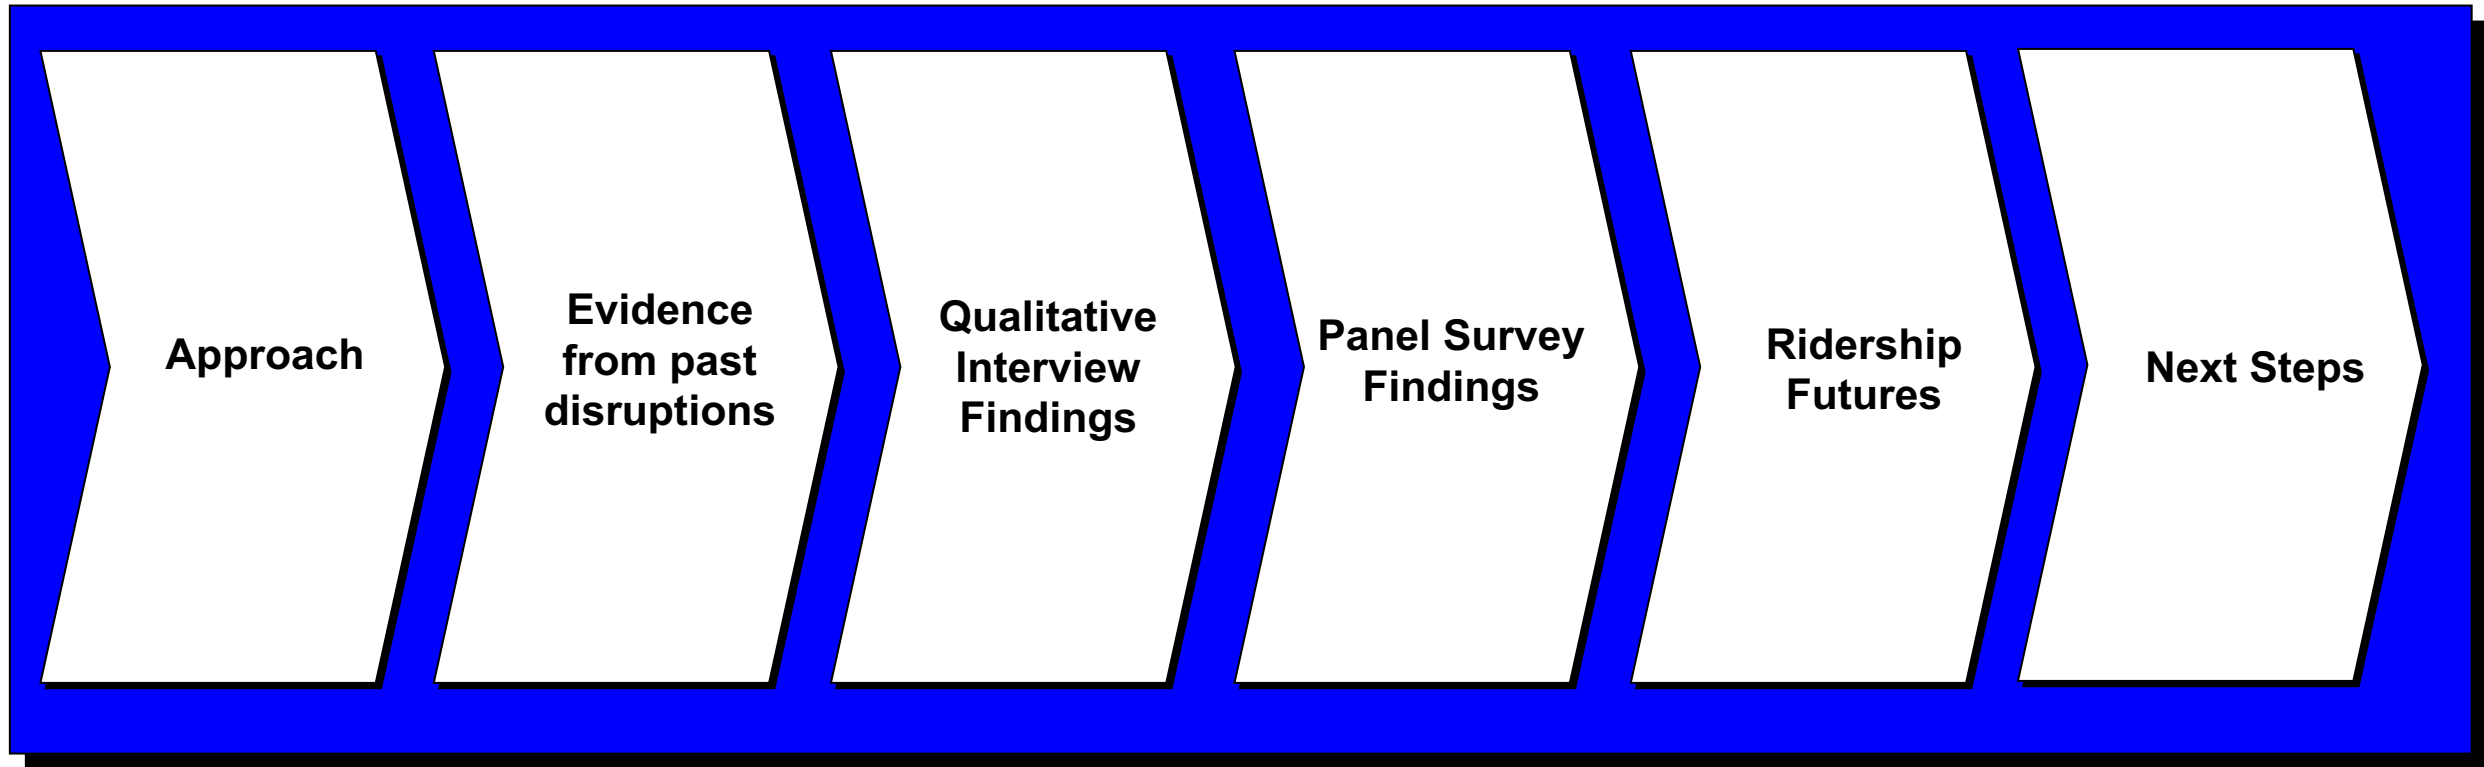 Approach
Evidence
from past
disruptions
Qualitative
Interview
Findings
Panel Survey
Findings
Ridership
Futures
Next Steps